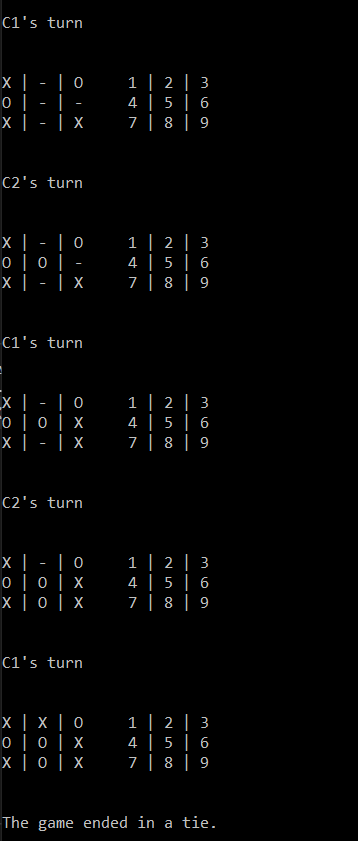 C1's turn
X | - | O     1 | 2 | 3
O | - | -     4 | 5 | 6
X | - | X     7 | 8 | 9
C2's turn
X | - | O     1 | 2 | 3
O | O | -     4 | 5 | 6
X | - | X     7 | 8 | 9
C1's turn
X | - | O     1 | 2 | 3
O | O | X     4 | 5 | 6
X | - | X     7 | 8 | 9
C2's turn
X | - | O     1 | 2 | 3
O | O | X     4 | 5 | 6
X | O | X     7 | 8 | 9
C1's turn
X | X | O     1 | 2 | 3
O | O | X     4 | 5 | 6
X | O | X     7 | 8 | 9
The game ended in a tie.